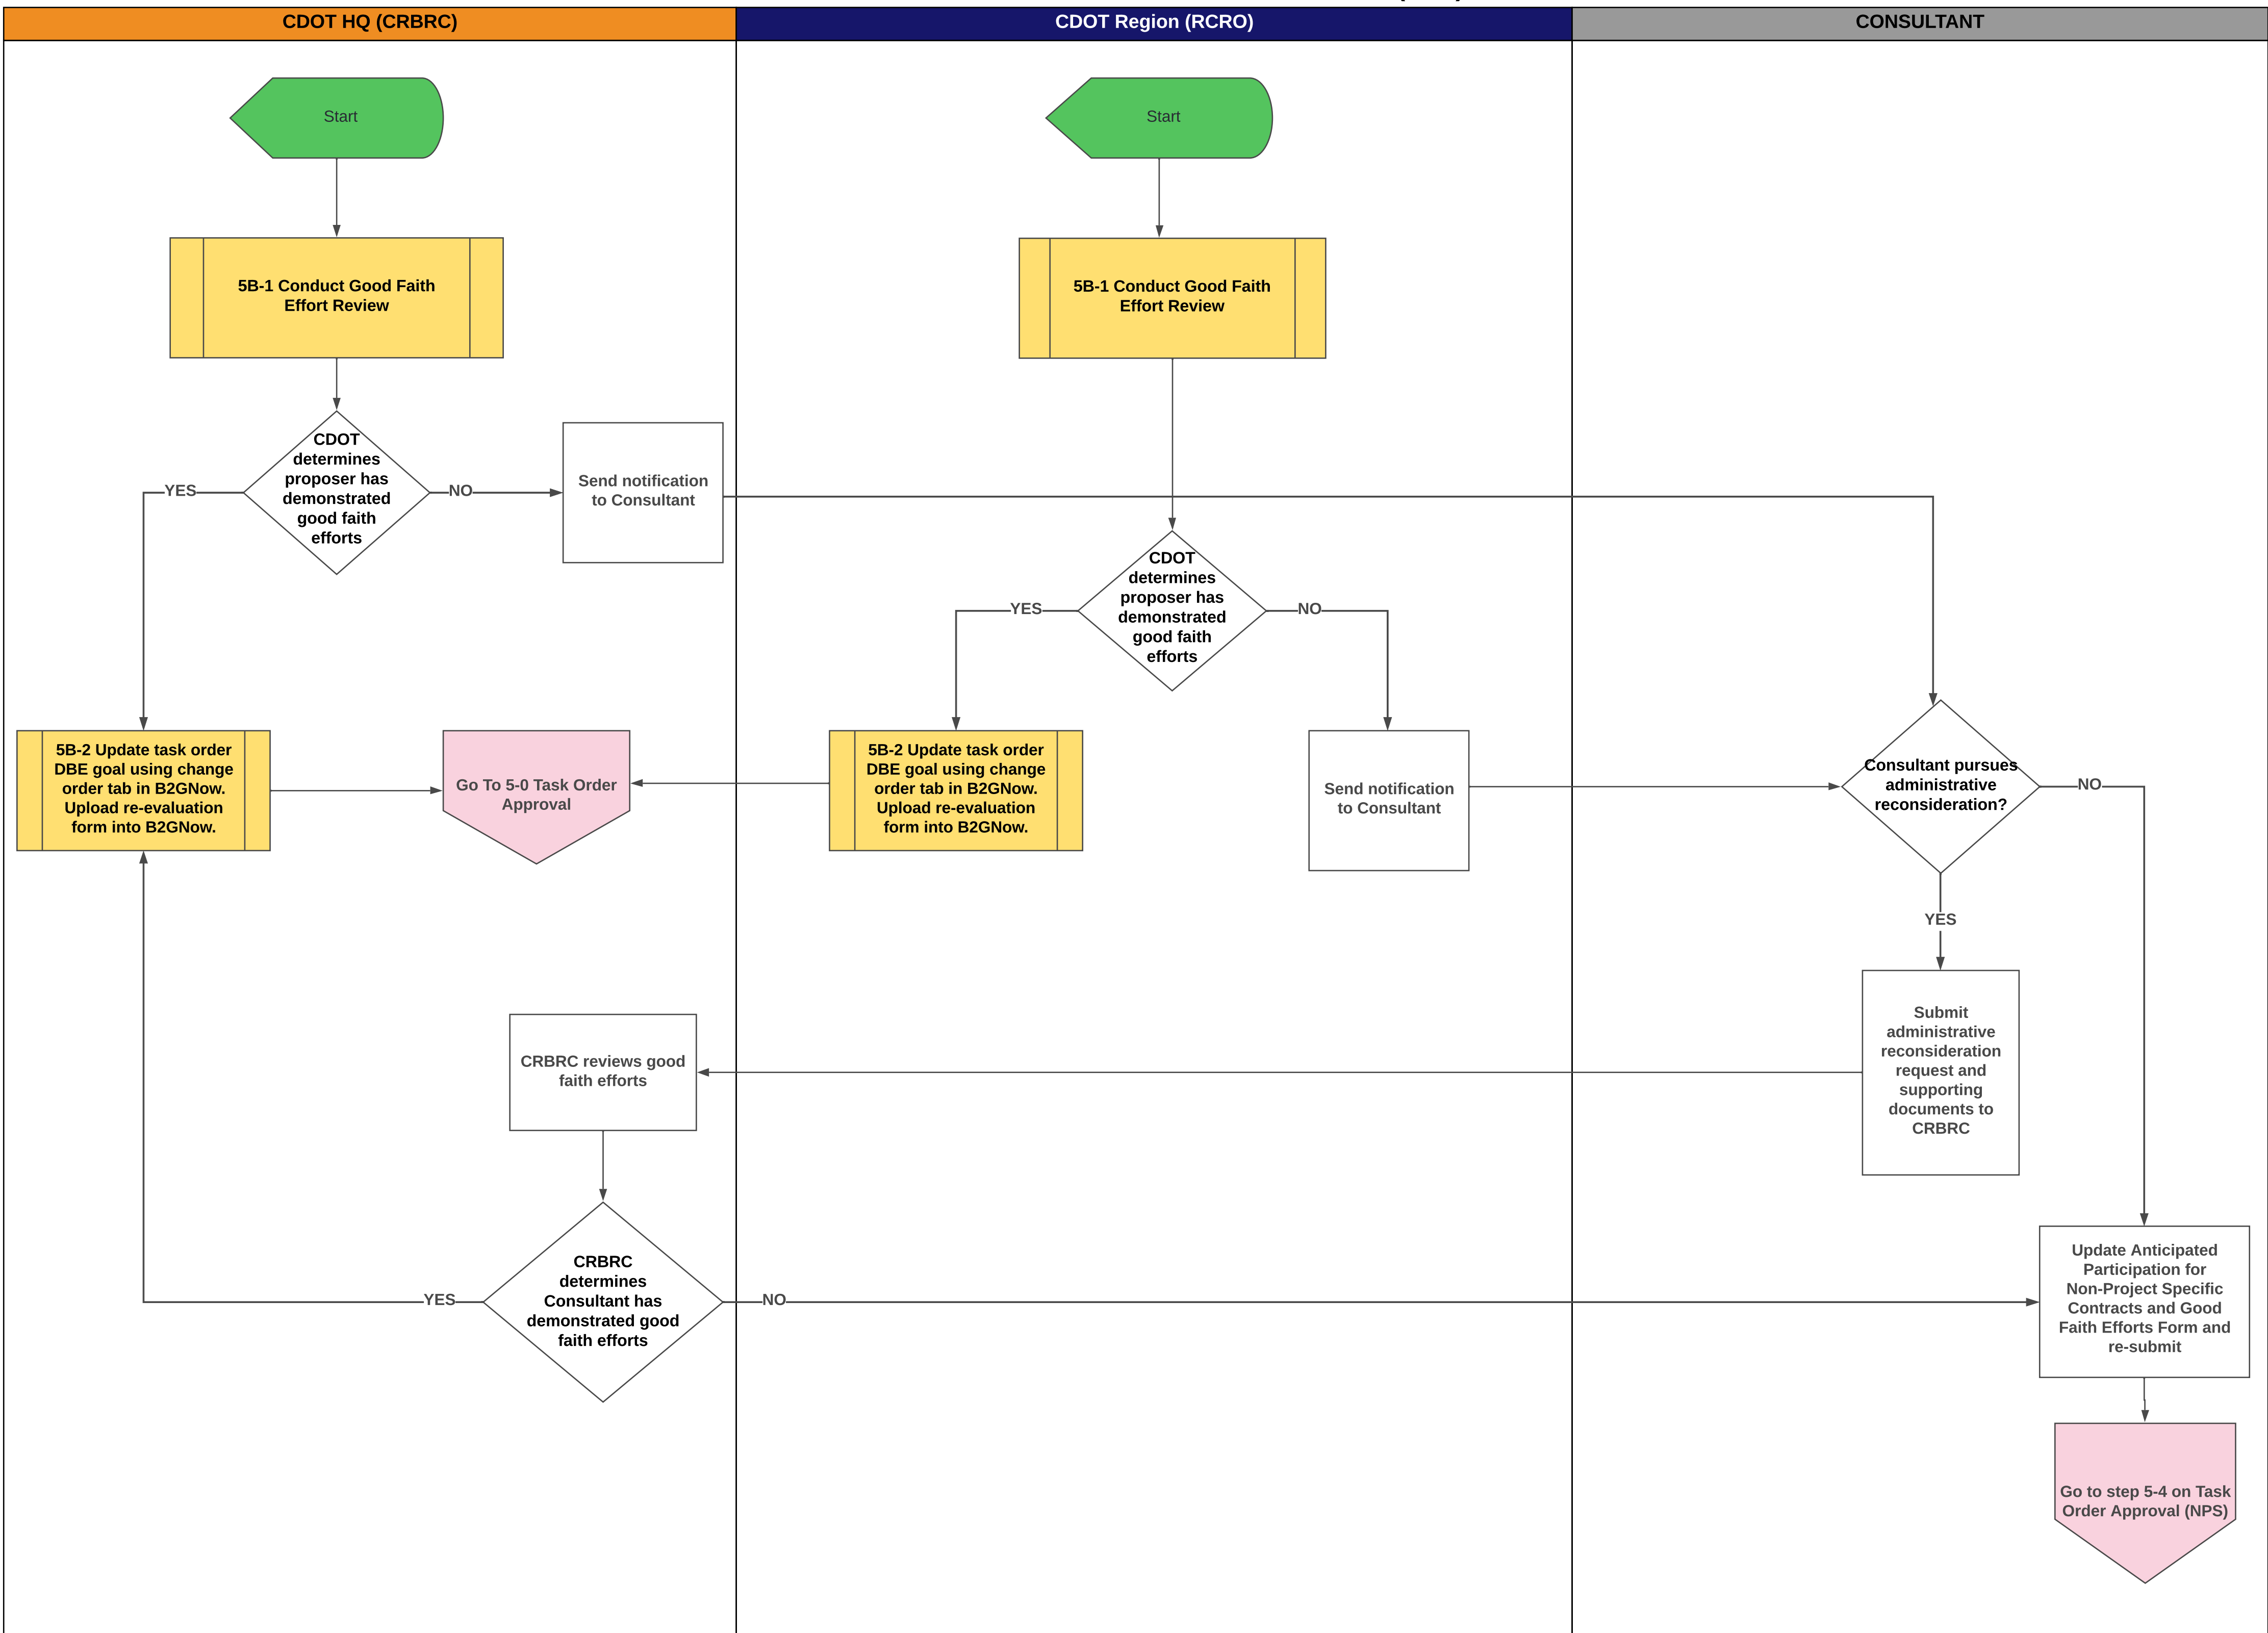 CDOT HQ (CRBRC)
CDOT Region (RCRO)
CONSULTANT
Start
Start
5B-1 Conduct Good Faith
Effort Review
5B-1 Conduct Good Faith
Effort Review
CDOT
determines
proposer has
demonstrated
good faith
efforts
YES
NO
Send notification
to Consultant
CDOT
determines
proposer has
demonstrated
good faith
efforts
YES
NO
5B-2 Update task order
DBE goal using change
order tab in B2GNow.
Upload re-evaluation
form into B2GNow.
Go To 5-0 Task Order
Approval
5B-2 Update task order
DBE goal using change
order tab in B2GNow.
Upload re-evaluation
form into B2GNow.
Send notification
to Consultant
Consultant pursues
administrative
reconsideration?
NO
YES
Submit
administrative
reconsideration
request and
supporting
documents to
CRBRC
CRBRC reviews good
faith efforts
CRBRC
determines
Consultant has
demonstrated good
faith efforts
YES
NO
Update Anticipated
Participation for
Non-Project Specific
Contracts and Good
Faith Efforts Form and
re-submit
Go to step 5-4 on Task
Order Approval (NPS)